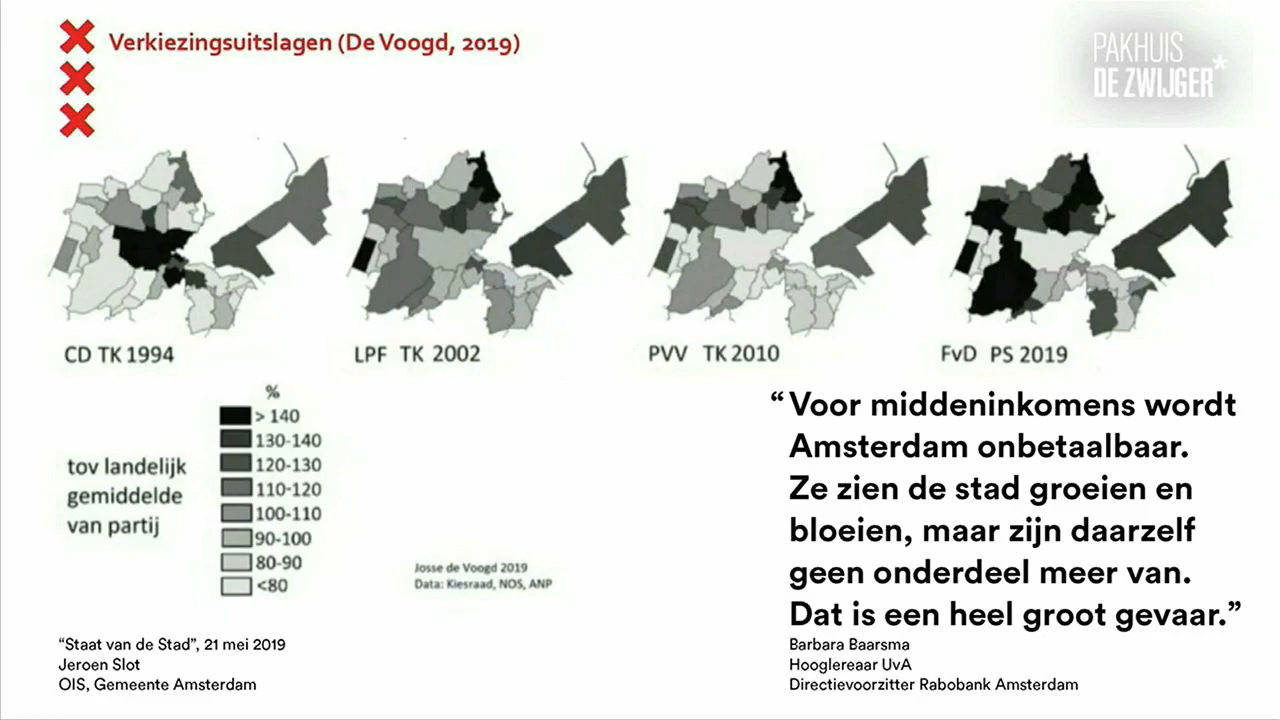 Verkiezingsuitslagen (De Voogd, 2019)
PAKHUIS
DE ZWIJGER*
CD TK 1994
LPF TK 2002
PVV TK 2010
FvD PS 2019
%
> 140
130-140
120-130
110-120
100-110
90-100
80-90
<80
tov landelijk
gemiddelde
van partij
Josse de Voogd 2019
Data: Kiesraad, NOS, ANP
“Voor middeninkomens wordt
Amsterdam onbetaalbaar.
Ze zien de stad groeien en
bloeien, maar zijn daarzelf
geen onderdeel meer van.
Dat is een heel groot gevaar.”
“Staat van de Stad”, 21 mei 2019
Jeroen Slot
OIS, Gemeente Amsterdam
Barbara Baarsma
Hooglereaar UvA
Directievoorzitter Rabobank Amsterdam